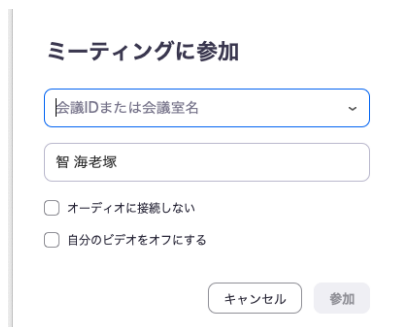 ミーティングに参加
会議IDまたは会議室名
智 海老塚
オーディオに接続しない
自分のビデオをオフにする
キャンセル
参加